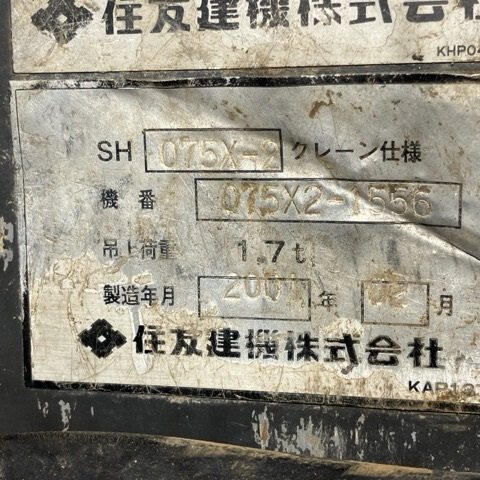 住友建機株式会社
KHP04
SH 075X-2 クレーン仕様
機番 075X2-1556
吊上荷重 1.7t
製造年月 年 02 月
住友建機株式会社